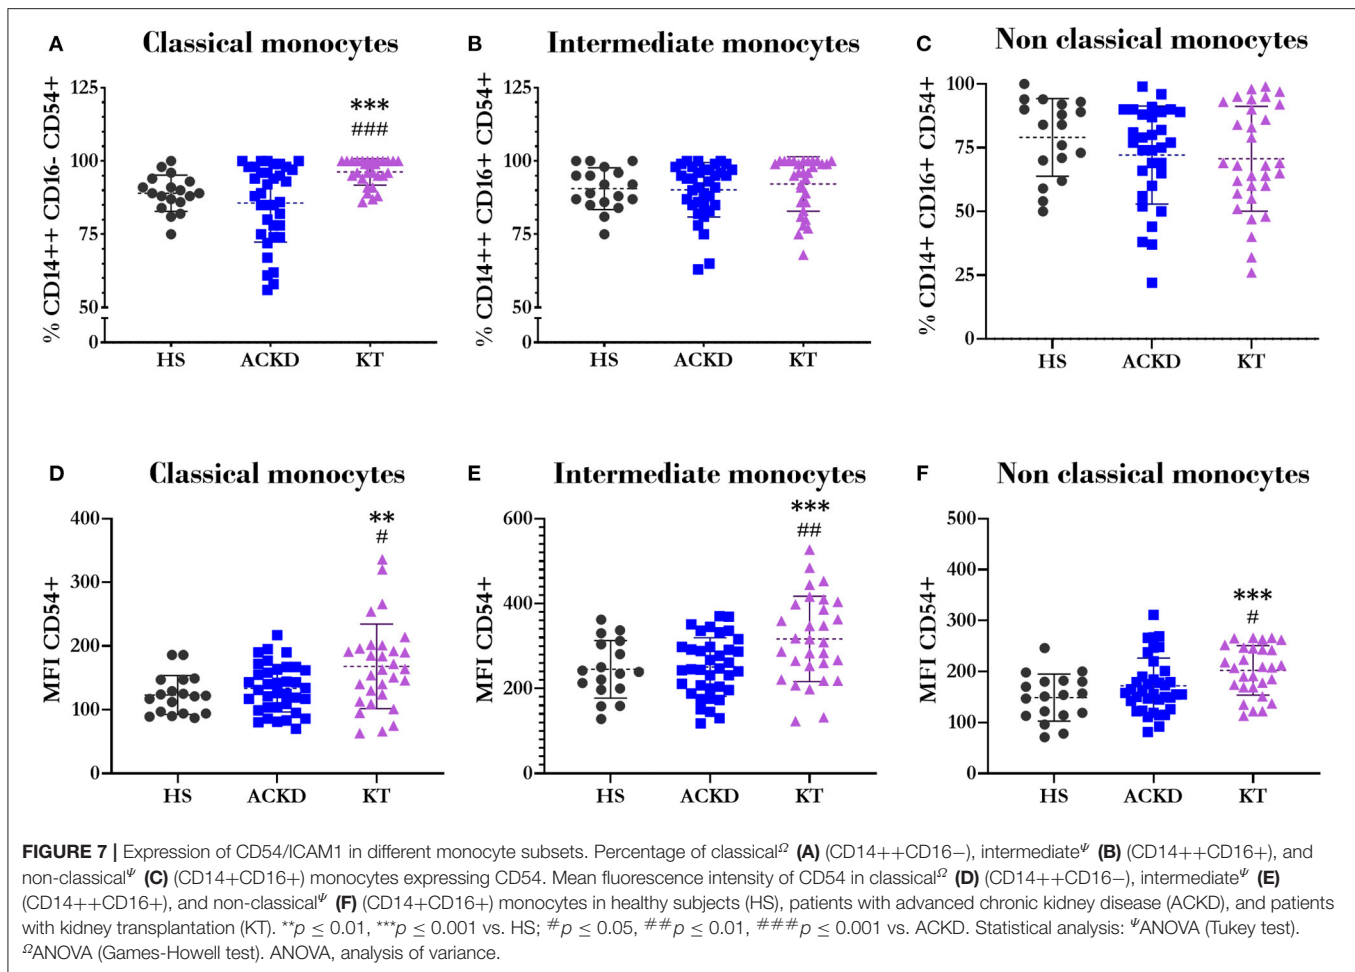 A Classical monocytes
% CD14++ CD16- CD54+
125
100
75
50
0
***
###
HS ACKD KT
B Intermediate monocytes
% CD14++ CD16+ CD54+
125
100
75
50
0
HS ACKD KT
C Non classical monocytes
% CD14+ CD16+ CD54+
100
75
50
25
0
HS ACKD KT
D Classical monocytes
MFI CD54+
400
300
200
100
0
**
#
HS ACKD KT
E Intermediate monocytes
MFI CD54+
600
400
200
0
***
##
HS ACKD KT
F Non classical monocytes
MFI CD54+
500
400
300
200
100
0
***
#
HS ACKD KT
FIGURE 7 | Expression of CD54/ICAM1 in different monocyte subsets. Percentage of classicalΩ (A) (CD14++CD16−), intermediateΨ (B) (CD14++CD16+), and
non-classicalΨ (C) (CD14+CD16+) monocytes expressing CD54. Mean fluorescence intensity of CD54 in classicalΩ (D) (CD14++CD16−), intermediateΨ (E)
(CD14++CD16+), and non-classicalΨ (F) (CD14+CD16+) monocytes in healthy subjects (HS), patients with advanced chronic kidney disease (ACKD), and patients
with kidney transplantation (KT). **p ≤ 0.01, ***p ≤ 0.001 vs. HS; #p ≤ 0.05, ##p ≤ 0.01, ###p ≤ 0.001 vs. ACKD. Statistical analysis: ΨANOVA (Tukey test).
ΩANOVA (Games-Howell test). ANOVA, analysis of variance.